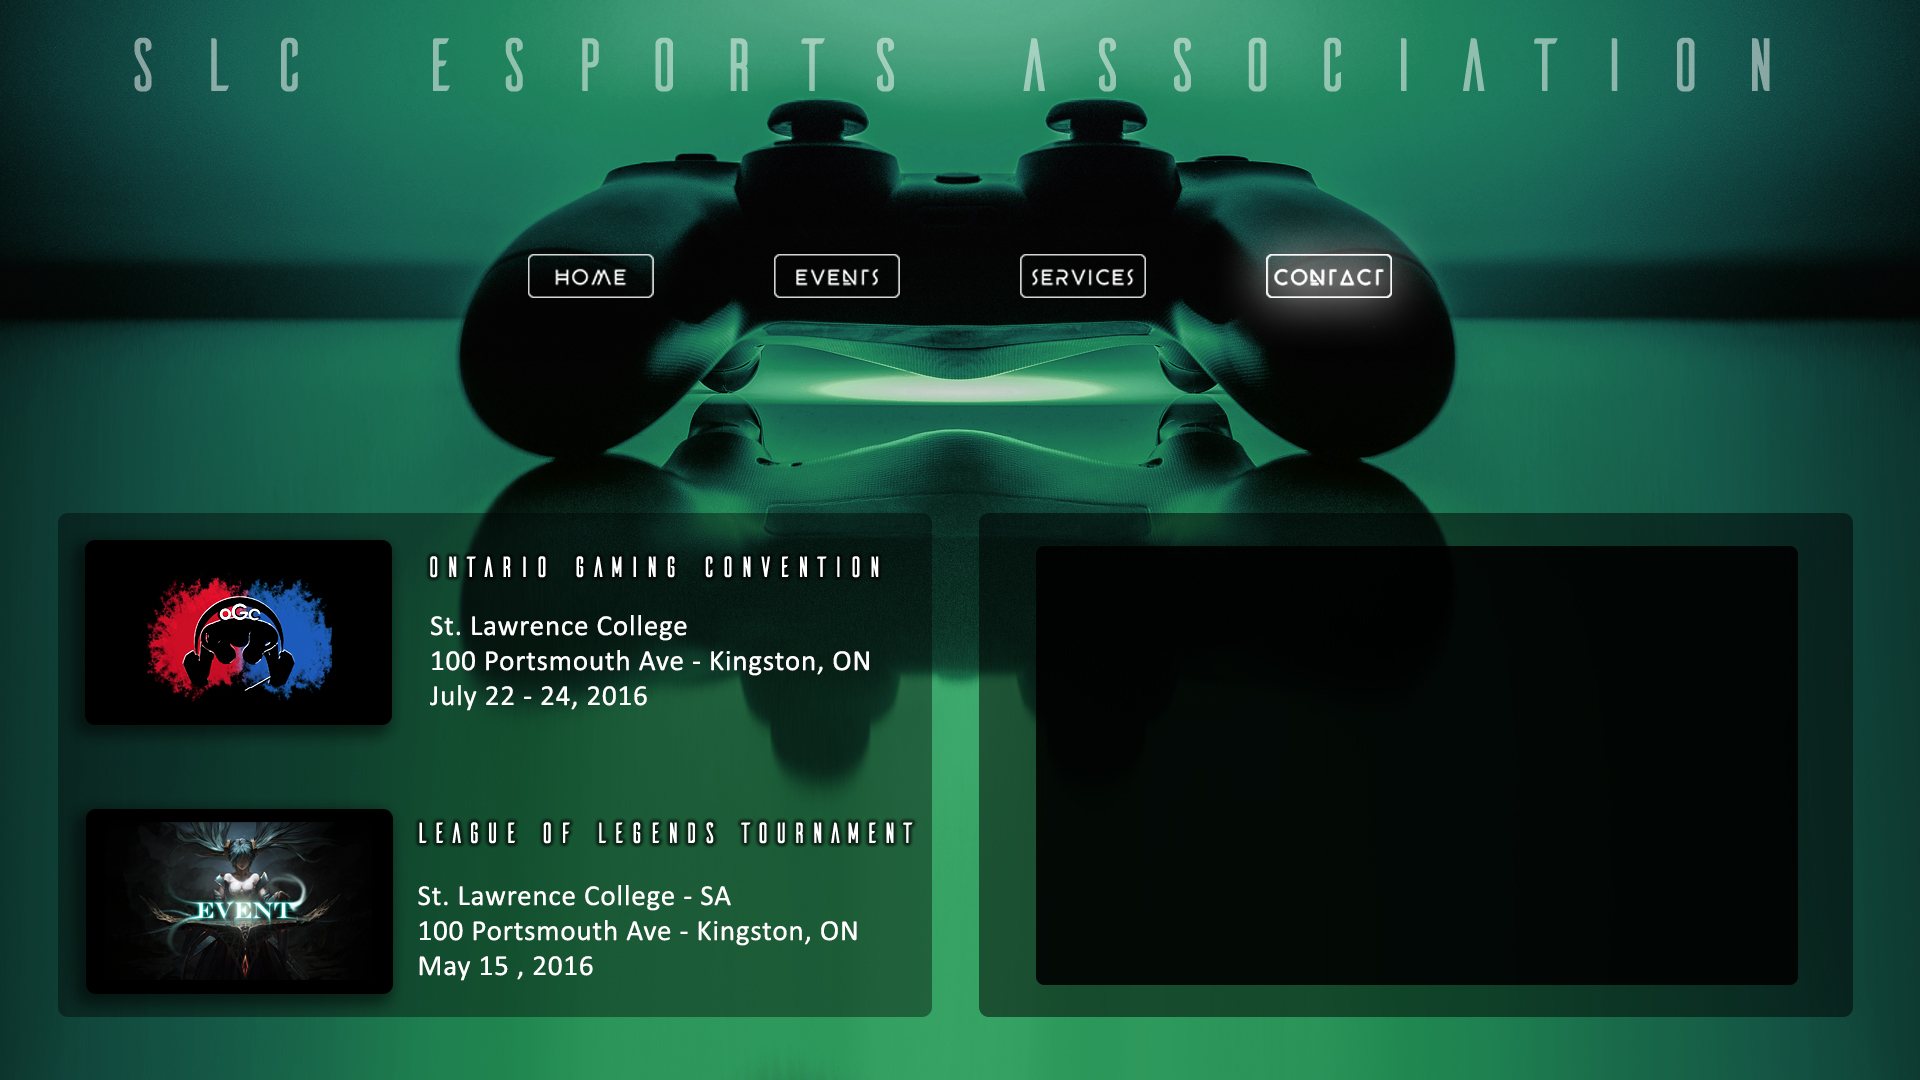 SLC ESPORTS ASSOCIATION
HOME
EVENTS
SERVICES
CONTACT
OGC
ONTARIO GAMING CONVENTION
St. Lawrence College
100 Portsmouth Ave - Kingston, ON
July 22 - 24, 2016
EVENT
LEAGUE OF LEGENDS TOURNAMENT
St. Lawrence College - SA
100 Portsmouth Ave - Kingston, ON
May 15 , 2016